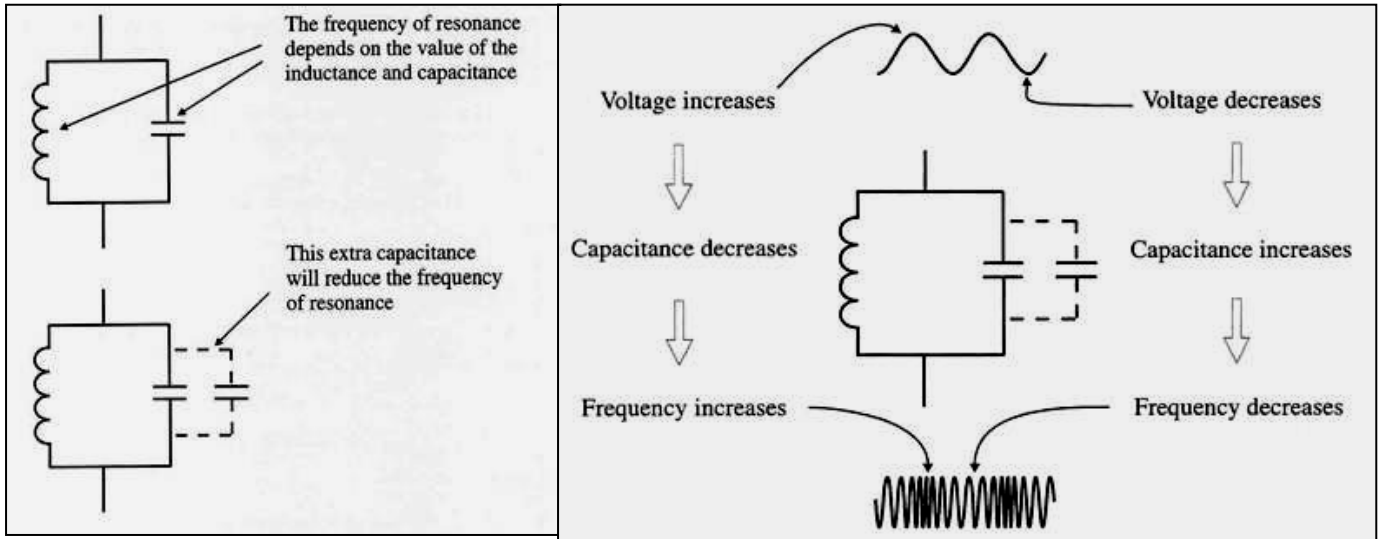 The frequency of resonance
depends on the value of the
inductance and capacitance
This extra capacitance
will reduce the frequency
of resonance
Voltage increases
Voltage decreases
Capacitance decreases
Capacitance increases
Frequency increases
Frequency decreases